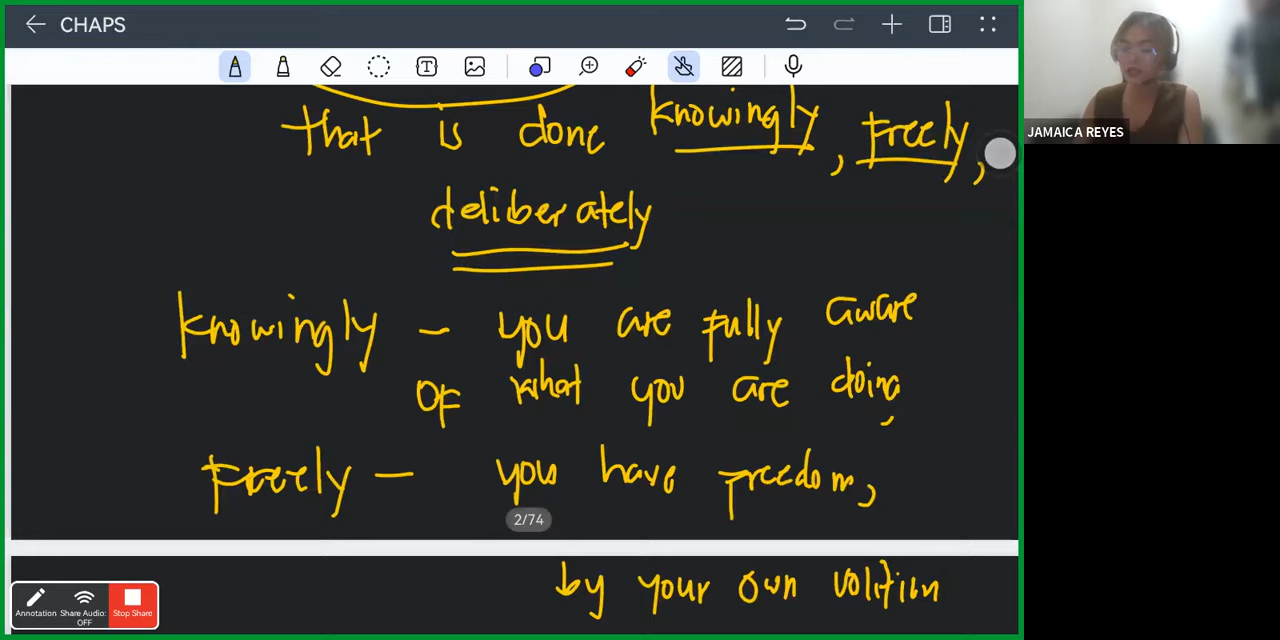 CHAPS
JAMAICA REYES
that is done knowingly, freely,
deliberately
knowingly - you are fully aware
of what you are doing
freely - you have freedom,
2/74
by your own volition
Annotation Share Audio: OFF Stop Share